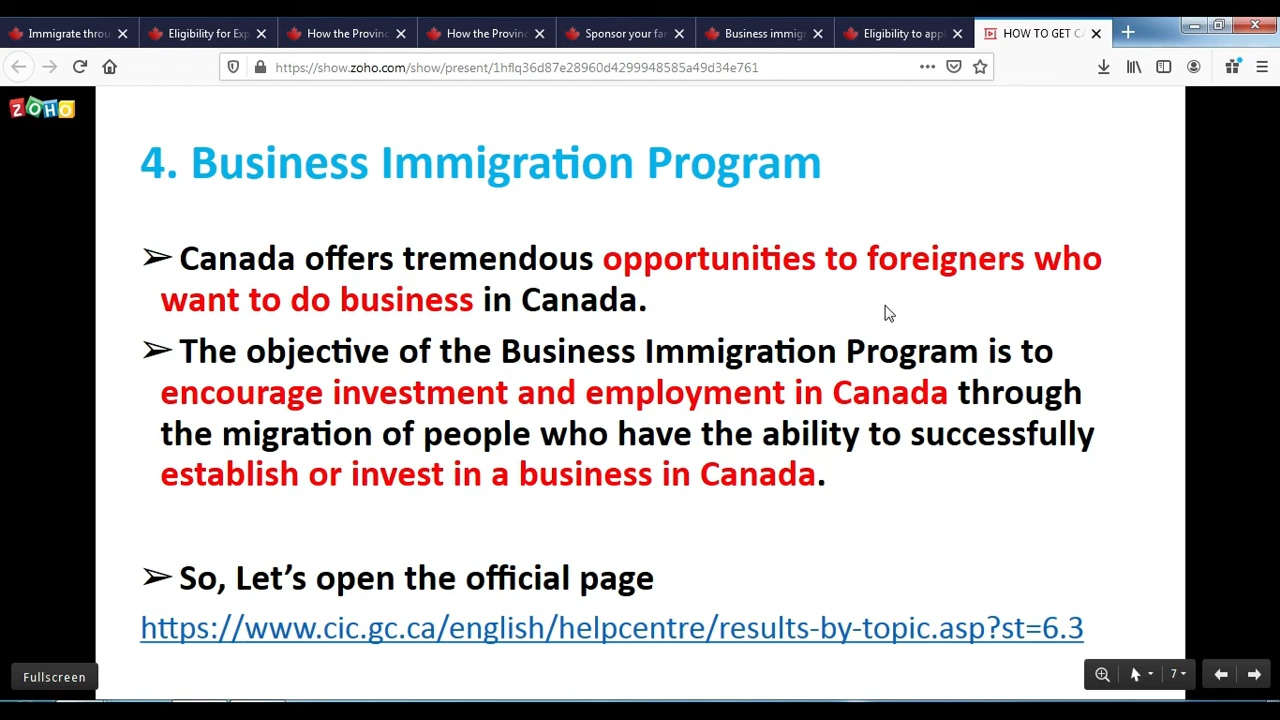 Immigrate throu
Eligibility for Exp
How the Provinc
How the Provinc
Sponsor your far
Business immig
Eligibility to appl
HOW TO GET CA
https://show.zoho.com/show/present/1hflq36d87e28960d4299948585a49d34e761
ZOHO
4. Business Immigration Program
➢ Canada offers tremendous opportunities to foreigners who
want to do business in Canada.
➢ The objective of the Business Immigration Program is to
encourage investment and employment in Canada through
the migration of people who have the ability to successfully
establish or invest in a business in Canada.
➢ So, Let’s open the official page
https://www.cic.gc.ca/english/helpcentre/results-by-topic.asp?st=6.3
Fullscreen
7